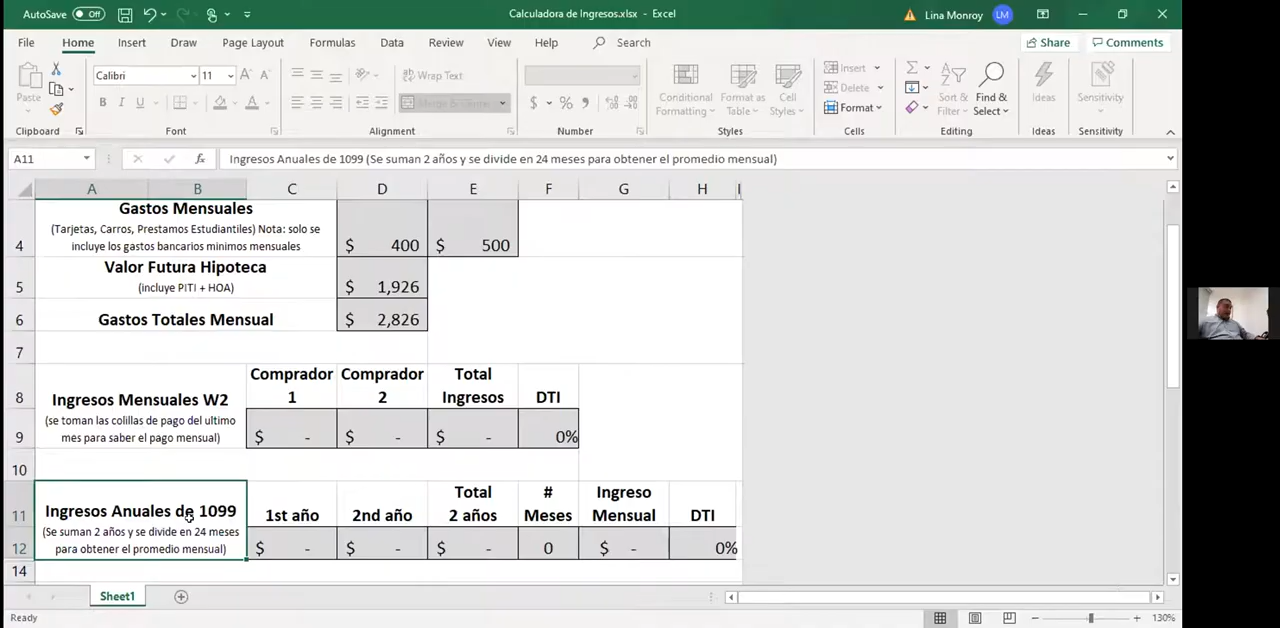 AutoSave Off Calculadora de Ingresos.xlsx - Excel Lina Monroy LM
File Home Insert Draw Page Layout Formulas Data Review View Help Search Share Comments
Paste Calibri 11 Wrap Text Merge & Center Conditional Formatting Format as Table Cell Styles Insert Delete Format Sort & Filter Find & Select Ideas Sensitivity
Clipboard Font Alignment Number Styles Cells Editing Ideas Sensitivity
A11 fx Ingresos Anuales de 1099 (Se suman 2 años y se divide en 24 meses para obtener el promedio mensual)
A B C D E F G H I
Gastos Mensuales
(Tarjetas, Carros, Prestamos Estudiantiles) Nota: solo se
4 incluye los gastos bancarios minimos mensuales $ 400 $ 500
Valor Futura Hipoteca
5 (incluye PITI + HOA) $ 1,926
6 Gastos Totales Mensual $ 2,826
7
Comprador Comprador Total
8 Ingresos Mensuales W2 1 2 Ingresos DTI
(se toman las colillas de pago del ultimo
9 mes para saber el pago mensual) $ - $ - $ - 0%
10
Total # Ingreso
11 Ingresos Anuales de 1099 1st año 2nd año 2 años Meses Mensual DTI
(Se suman 2 años y se divide en 24 meses
12 para obtener el promedio mensual) $ - $ - $ - 0 $ - 0%
14
Sheet1
Ready 130%